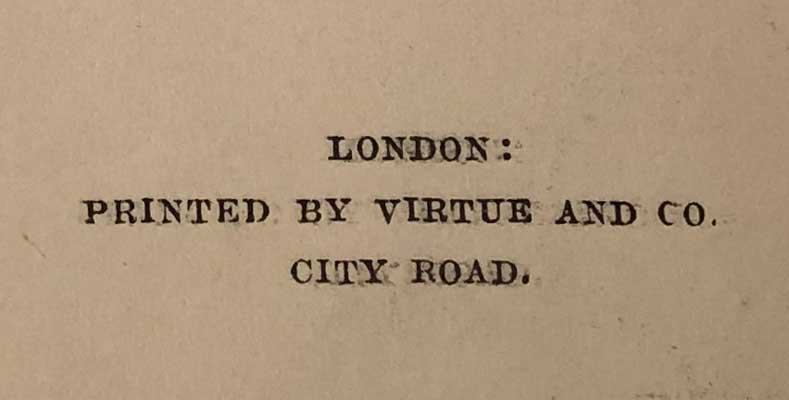 LONDON:
PRINTED BY VIRTUE AND CO.
CITY ROAD.